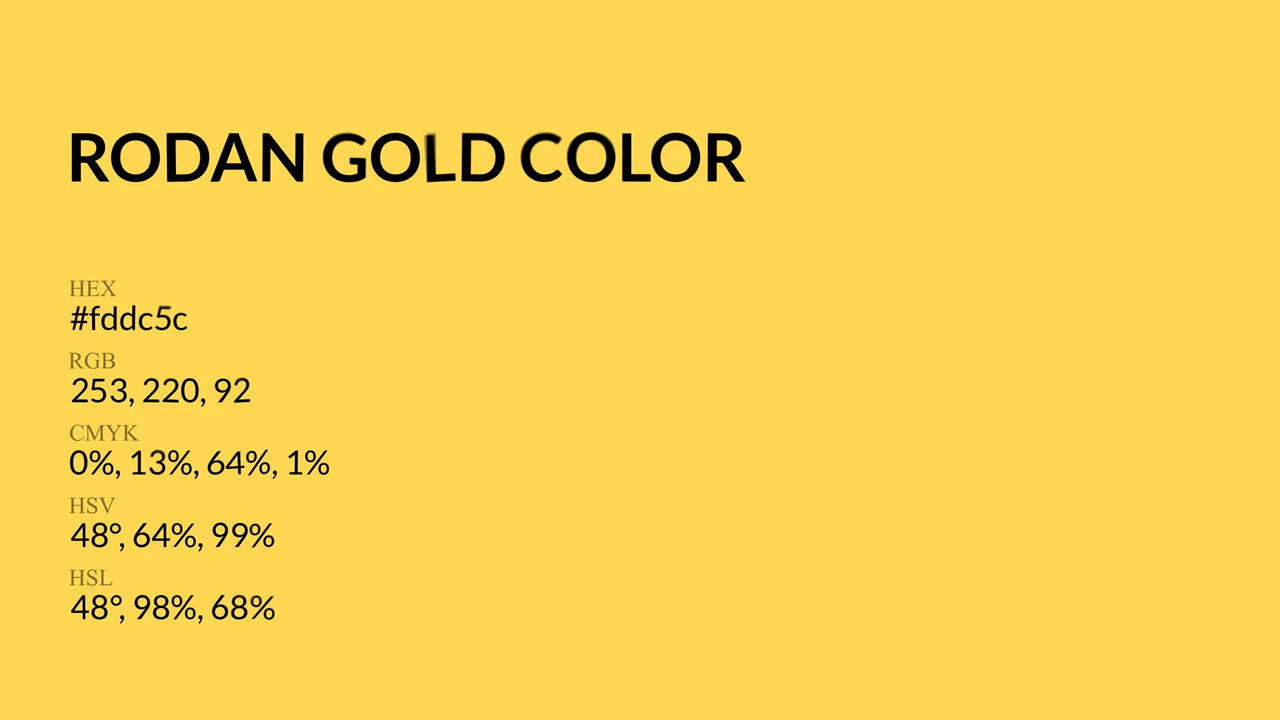 RODAN GOLD COLOR
HEX
#fddc5c
RGB
253, 220, 92
CMYK
0%, 13%, 64%, 1%
HSV
48°, 64%, 99%
HSL
48°, 98%, 68%